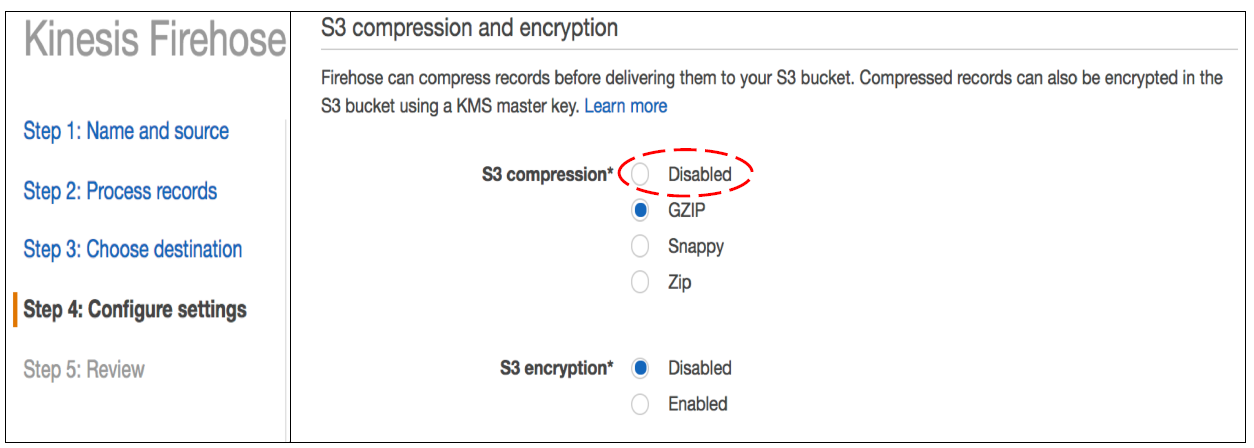 Kinesis Firehose
Step 1: Name and source
Step 2: Process records
Step 3: Choose destination
Step 4: Configure settings
Step 5: Review
S3 compression and encryption
Firehose can compress records before delivering them to your S3 bucket. Compressed records can also be encrypted in the
S3 bucket using a KMS master key. Learn more
S3 compression* Disabled
GZIP
Snappy
Zip
S3 encryption* Disabled
Enabled